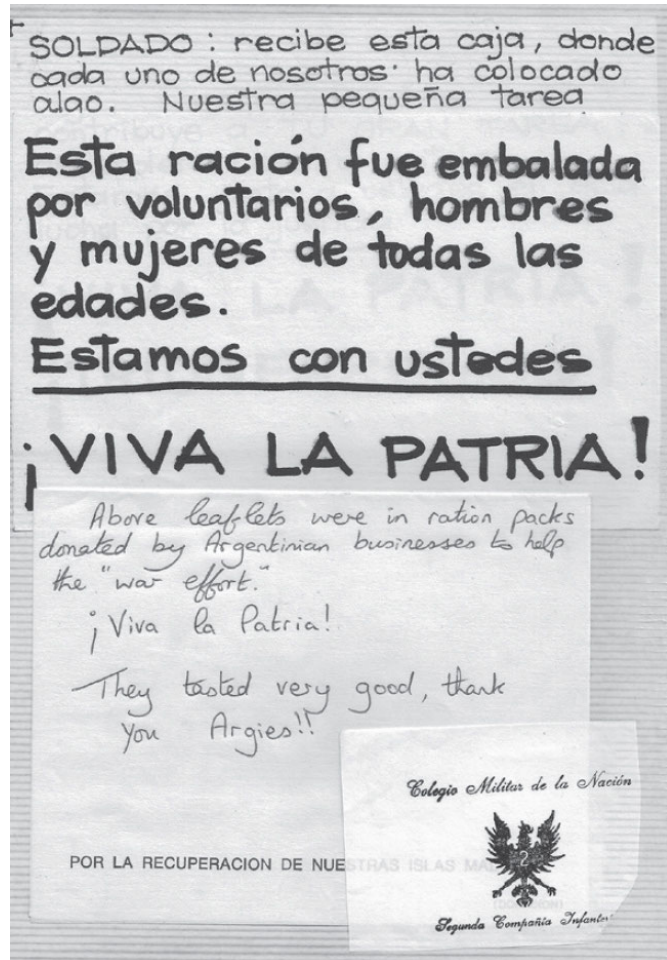 SOLDADO : recibe esta caja, donde
cada uno de nosotros ha colocado
algo. Nuestra pequeña tarea
Esta ración fue embalada
por voluntarios, hombres
y mujeres de todas las
edades.
Estamos con ustedes
¡VIVA LA PATRIA!
Above leaflets were in ration packs
donated by Argentinian businesses to help
the "war effort."
¡Viva la Patria!
They tasted very good, thank
you Argies!!
Colegio Militar de la Nación
2
Segunda Compañía
POR LA RECUPERACION DE NUESTRAS ISLAS